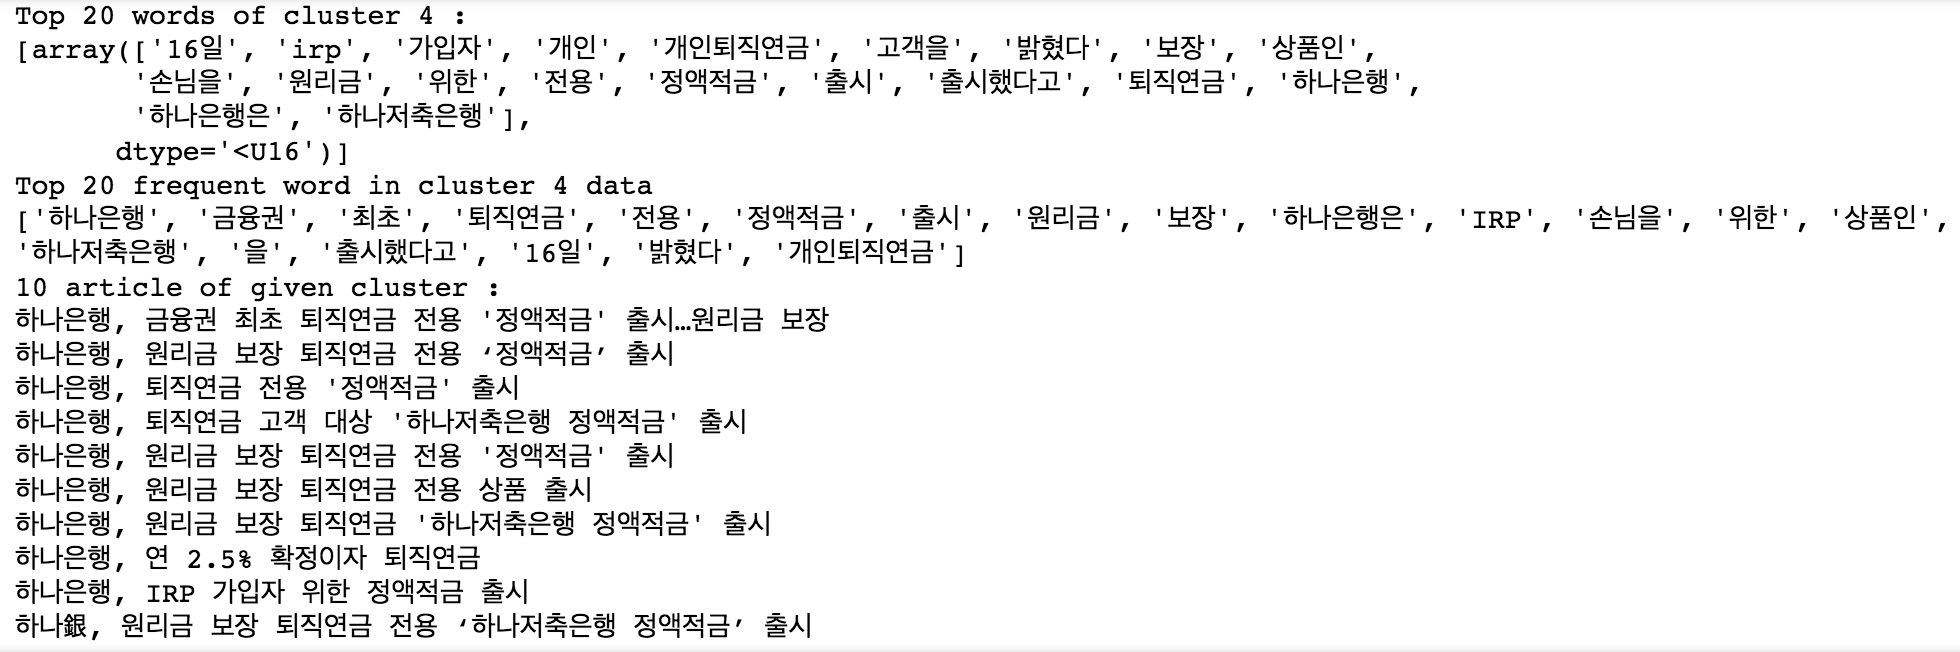 Top 20 words of cluster 4 :
[array(['16일', 'irp', '가입자', '개인', '개인퇴직연금', '고객을', '밝혔다', '보장', '상품인',
'손님을', '원리금', '위한', '전용', '정액적금', '출시', '출시했다고', '퇴직연금', '하나은행',
'하나은행은', '하나저축은행'],
dtype='<U16')]
Top 20 frequent word in cluster 4 data
['하나은행', '금융권', '최초', '퇴직연금', '전용', '정액적금', '출시', '원리금', '보장', '하나은행은', 'IRP', '손님을', '위한', '상품인',
'하나저축은행', '을', '출시했다고', '16일', '밝혔다', '개인퇴직연금']
10 article of given cluster :
하나은행, 금융권 최초 퇴직연금 전용 '정액적금' 출시…원리금 보장
하나은행, 원리금 보장 퇴직연금 전용 ‘정액적금’ 출시
하나은행, 퇴직연금 전용 '정액적금' 출시
하나은행, 퇴직연금 고객 대상 '하나저축은행 정액적금' 출시
하나은행, 원리금 보장 퇴직연금 전용 '정액적금' 출시
하나은행, 원리금 보장 퇴직연금 전용 상품 출시
하나은행, 원리금 보장 퇴직연금 '하나저축은행 정액적금' 출시
하나은행, 연 2.5% 확정이자 퇴직연금
하나은행, IRP 가입자 위한 정액적금 출시
하나銀, 원리금 보장 퇴직연금 전용 ‘하나저축은행 정액적금’ 출시